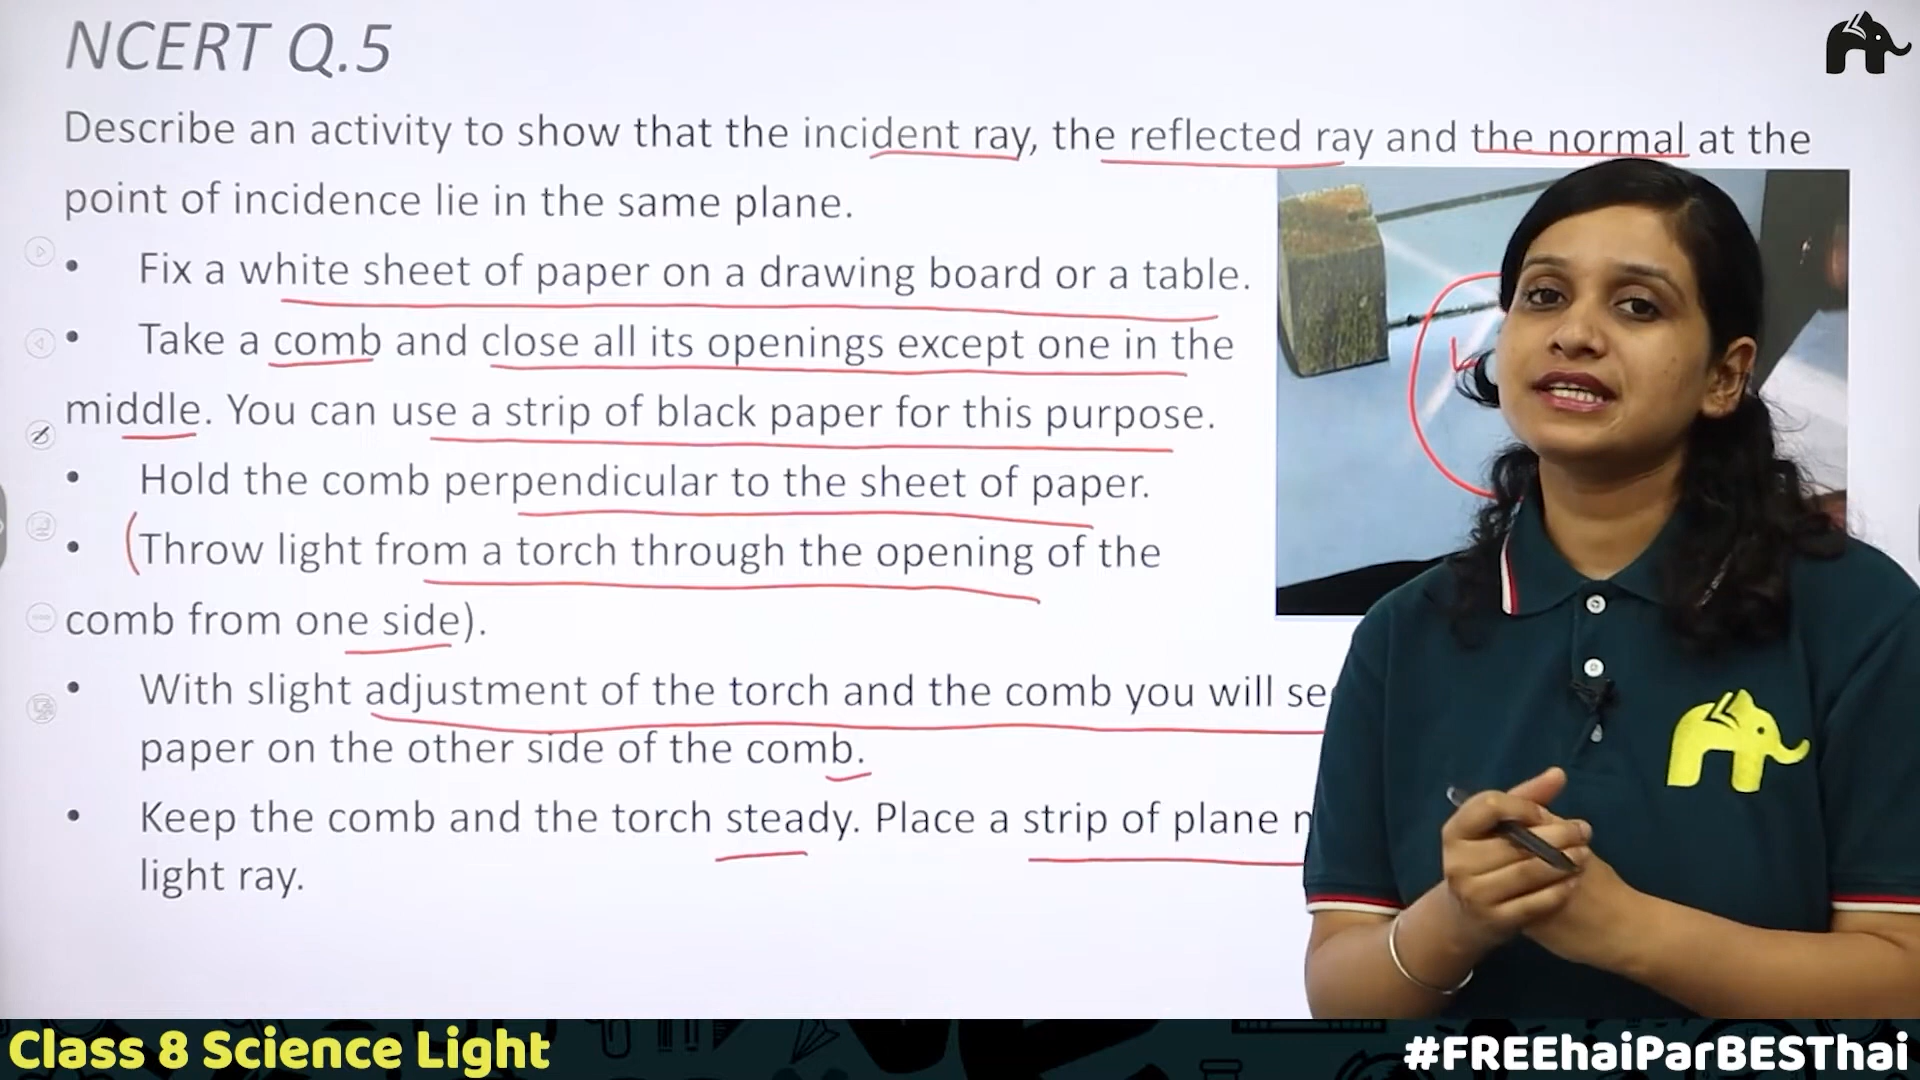 NCERT Q.5
Describe an activity to show that the incident ray, the reflected ray and the normal at the
point of incidence lie in the same plane.
• Fix a white sheet of paper on a drawing board or a table.
• Take a comb and close all its openings except one in the
middle. You can use a strip of black paper for this purpose.
• Hold the comb perpendicular to the sheet of paper.
• (Throw light from a torch through the opening of the
comb from one side).
• With slight adjustment of the torch and the comb you will
paper on the other side of the comb.
• Keep the comb and the torch steady. Place a strip of plane
light ray.
Class 8 Science Light
#FREEhaiParBESThai